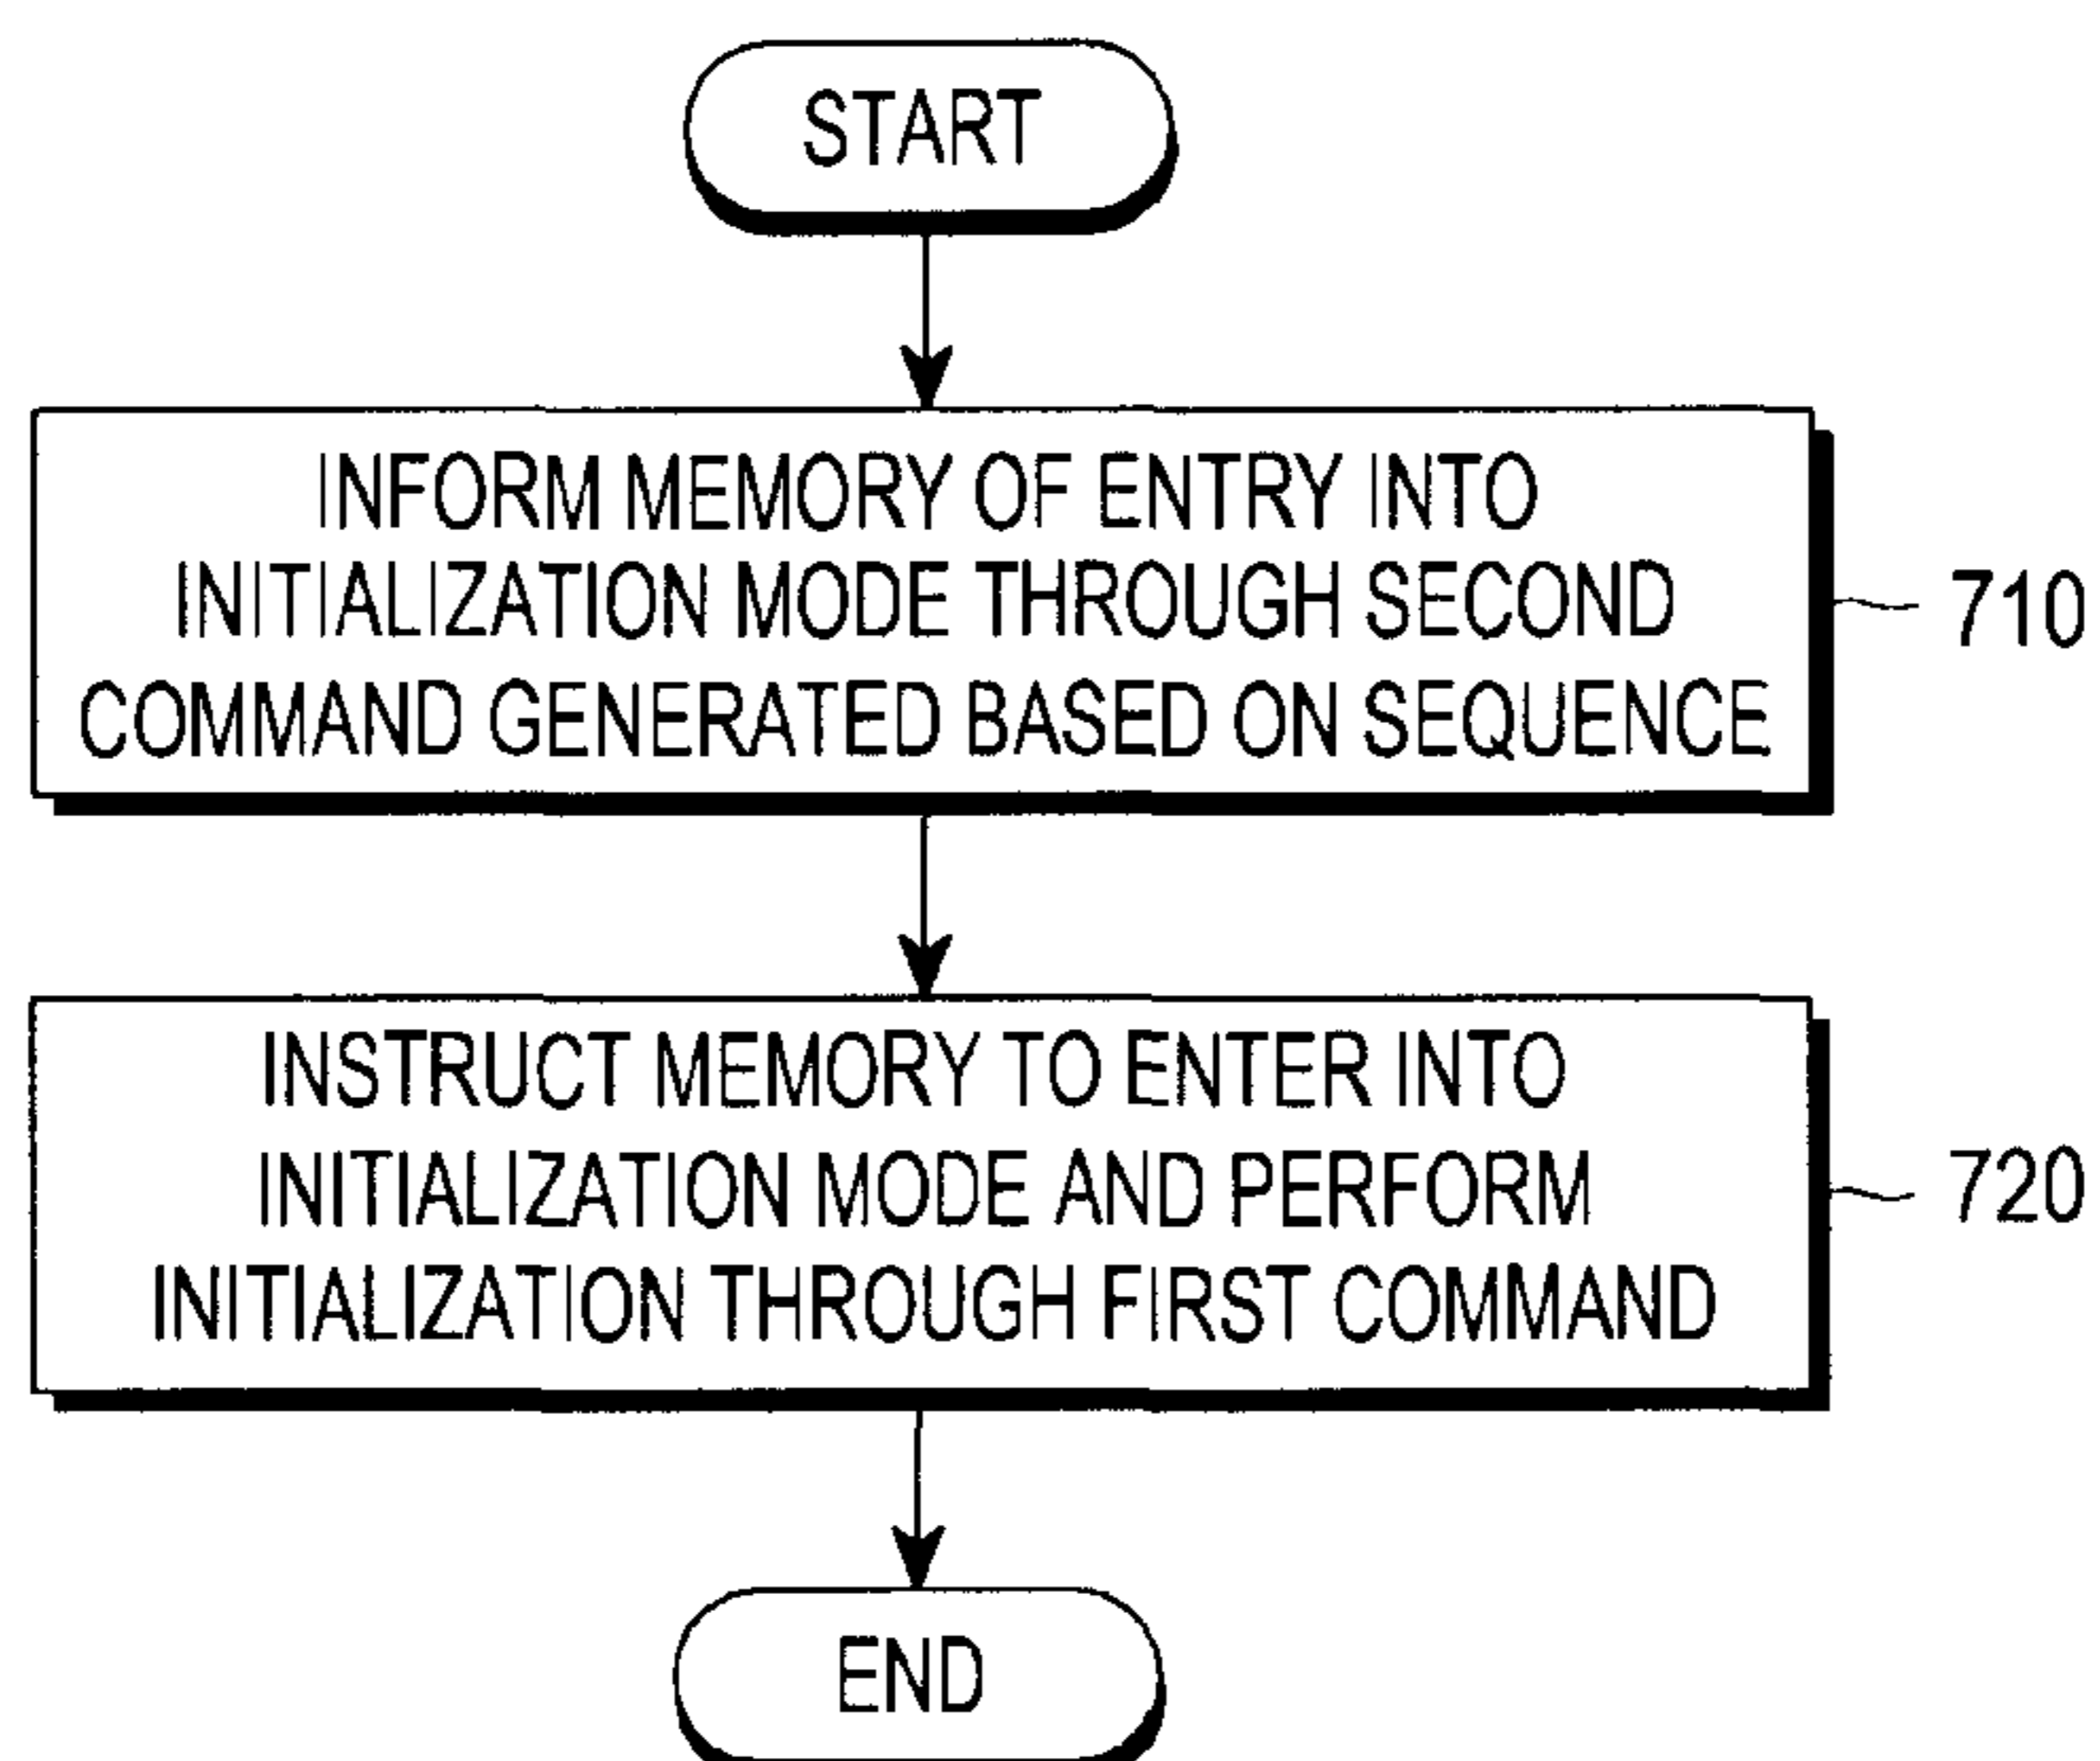 START
INFORM MEMORY OF ENTRY INTO
INITIALIZATION MODE THROUGH SECOND
COMMAND GENERATED BASED ON SEQUENCE
710
INSTRUCT MEMORY TO ENTER INTO
INITIALIZATION MODE AND PERFORM
INITIALIZATION THROUGH FIRST COMMAND
720
END